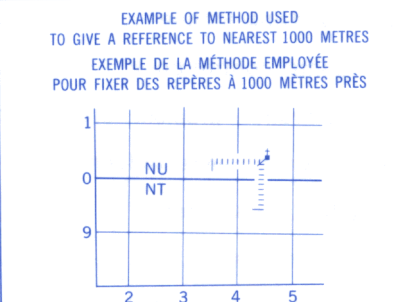 EXAMPLE OF METHOD USED
TO GIVE A REFERENCE TO NEAREST 1000 METRES
EXEMPLE DE LA MÉTHODE EMPLOYÉE
POUR FIXER DES REPÈRES À 1000 MÈTRES PRÈS
1
NU
0
NT
9
2 3 4 5